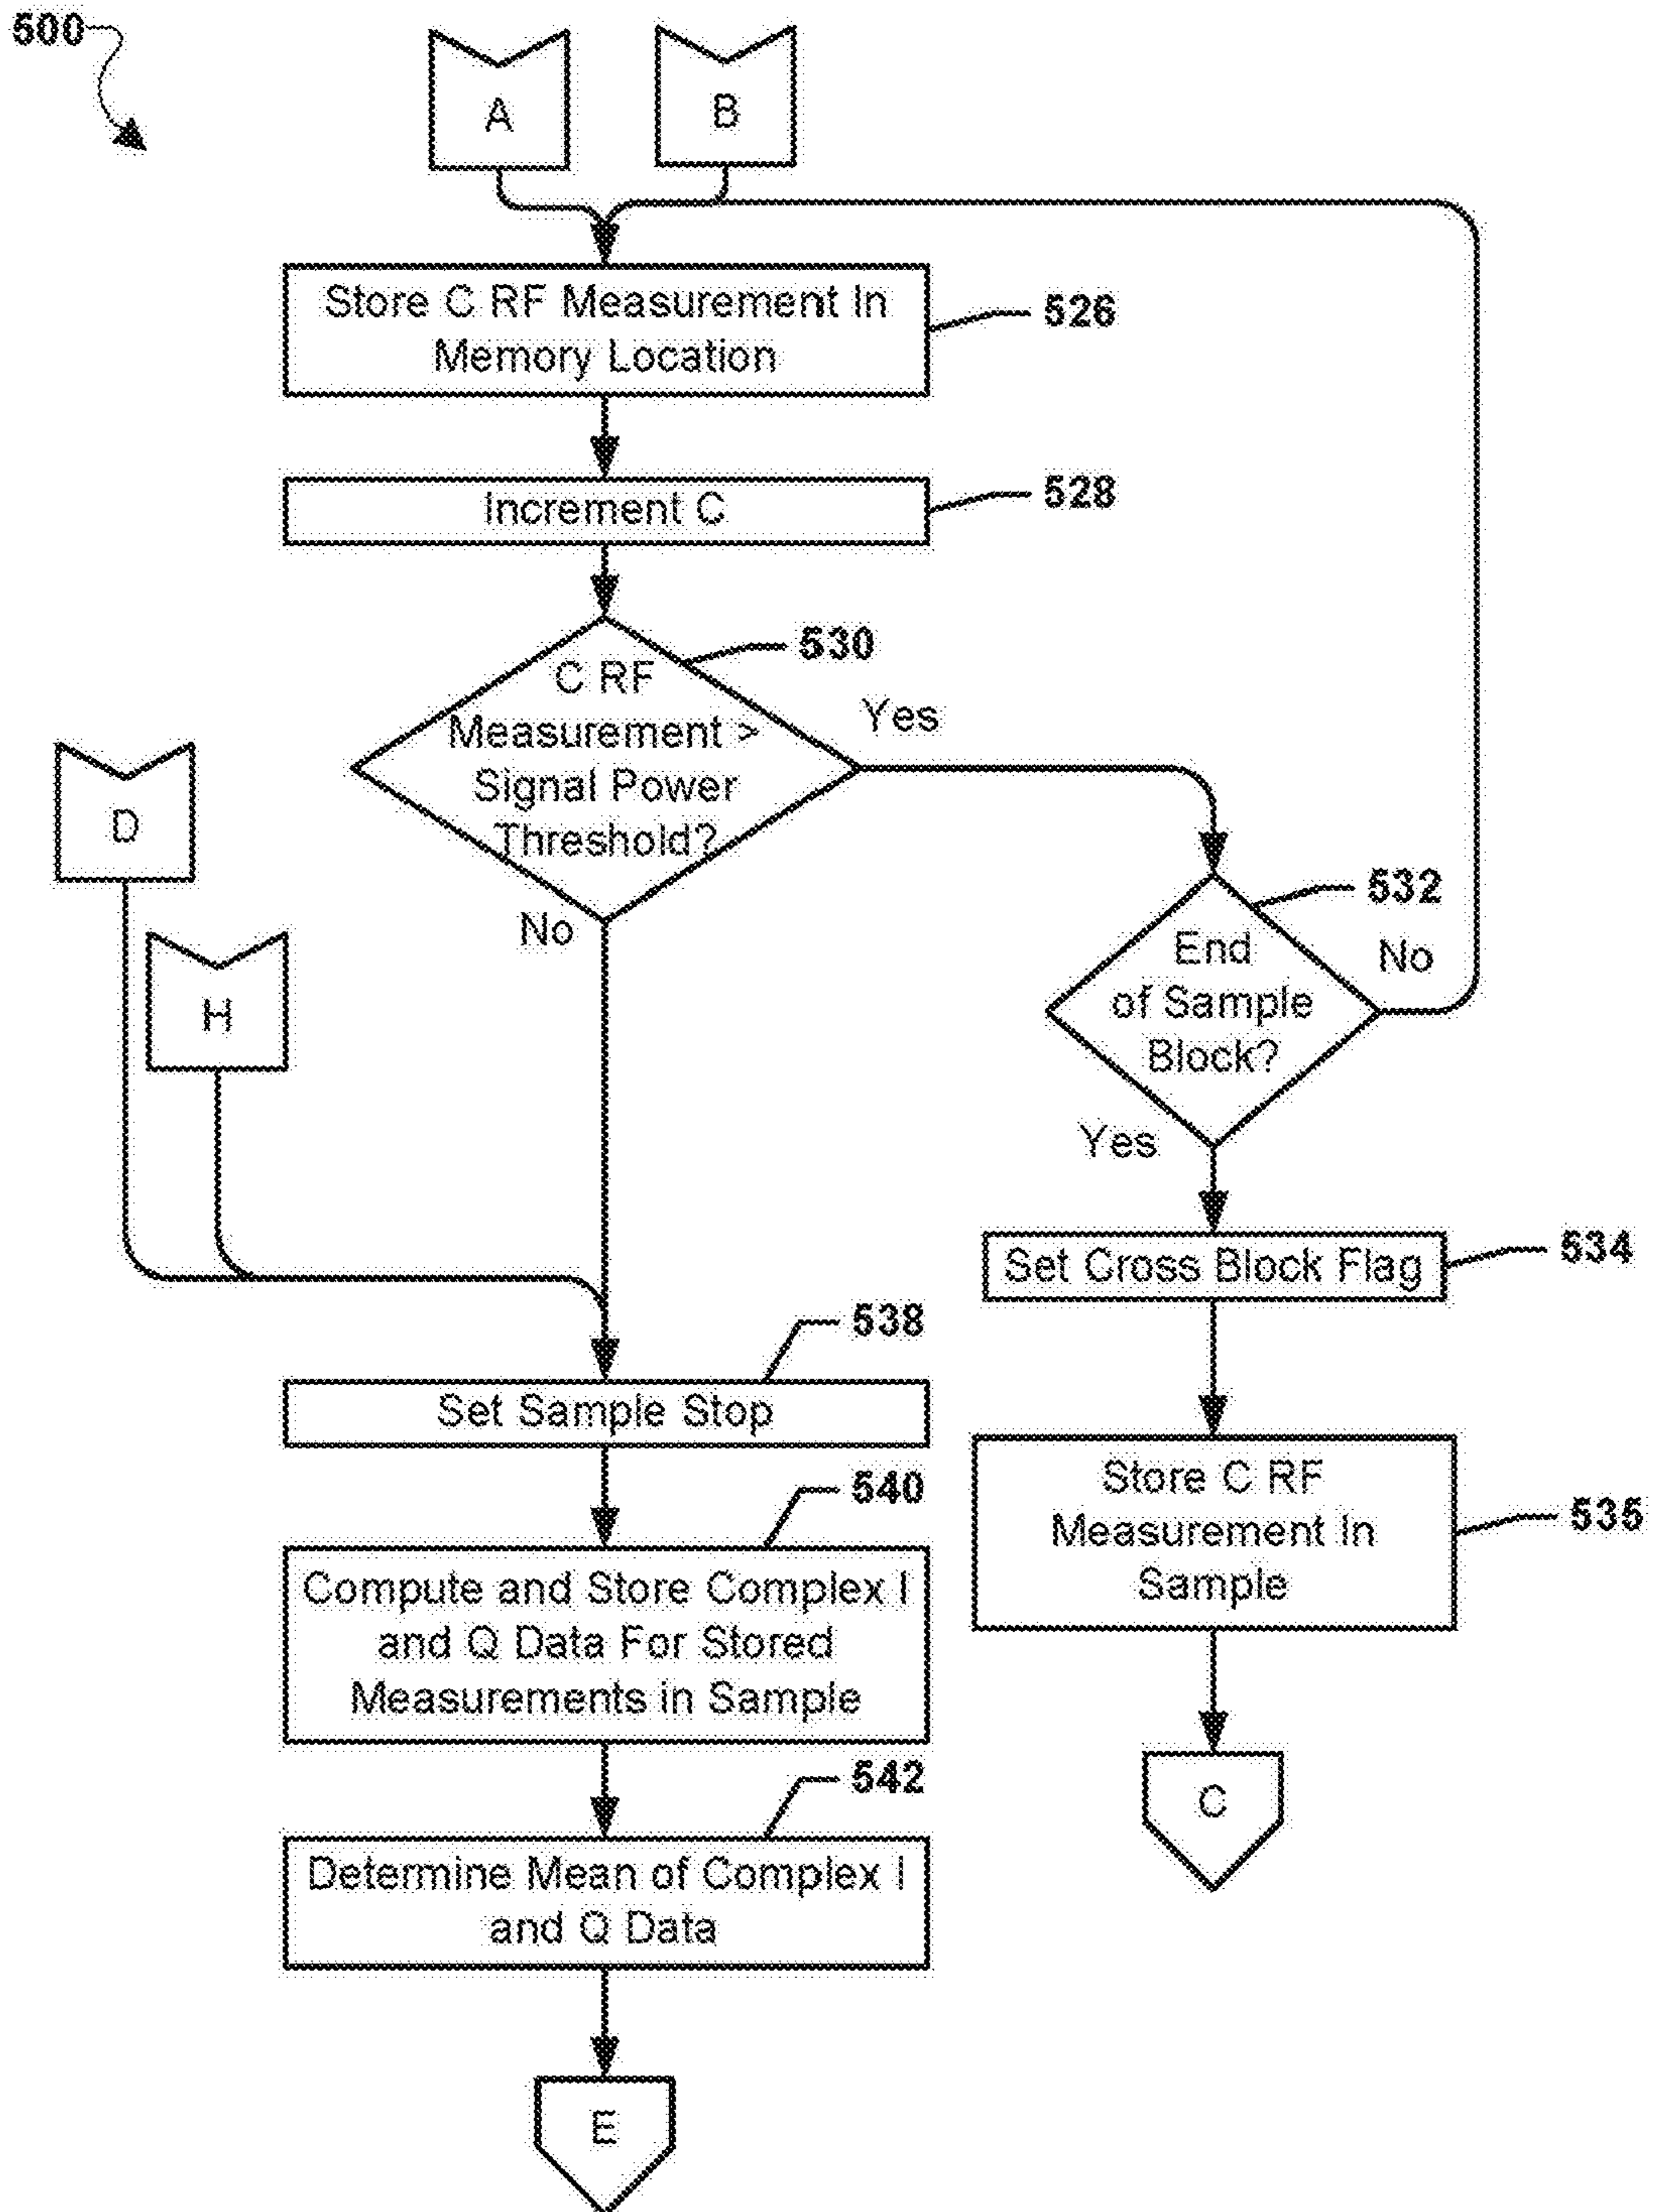 500
A
B
Store C RF Measurement In
Memory Location
526
Increment C
528
530
C RF
Measurement >
Signal Power
Threshold?
Yes
No
D
H
532
End
of Sample
Block?
No
Yes
Set Cross Block Flag
534
538
Set Sample Stop
Store C RF
Measurement In
Sample
535
540
Compute and Store Complex I
and Q Data For Stored
Measurements in Sample
542
Determine Mean of Complex I
and Q Data
C
E